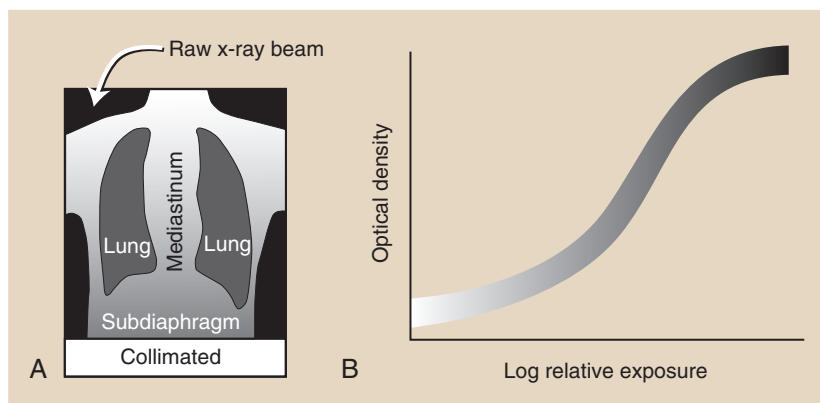 Raw x-ray beam
Lung
Mediastinum
Lung
Subdiaphragm
Collimated
A
Optical density
Log relative exposure
B